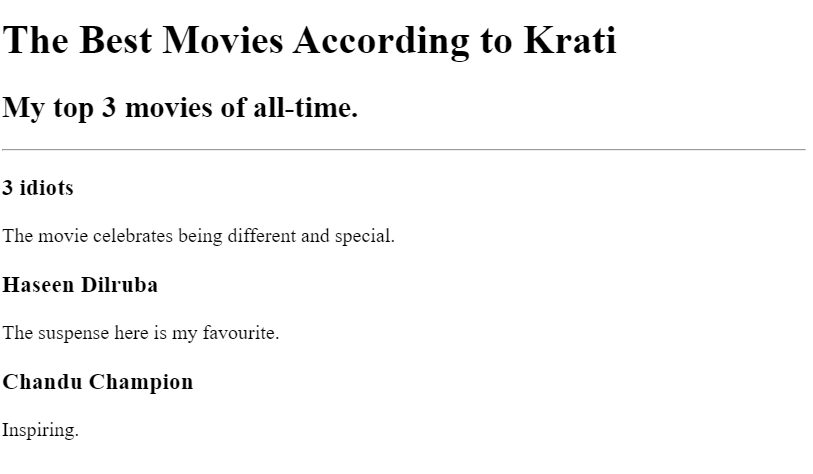 The Best Movies According to Krati
My top 3 movies of all-time.
3 idiots
The movie celebrates being different and special.
Haseen Dilruba
The suspense here is my favourite.
Chandu Champion
Inspiring.